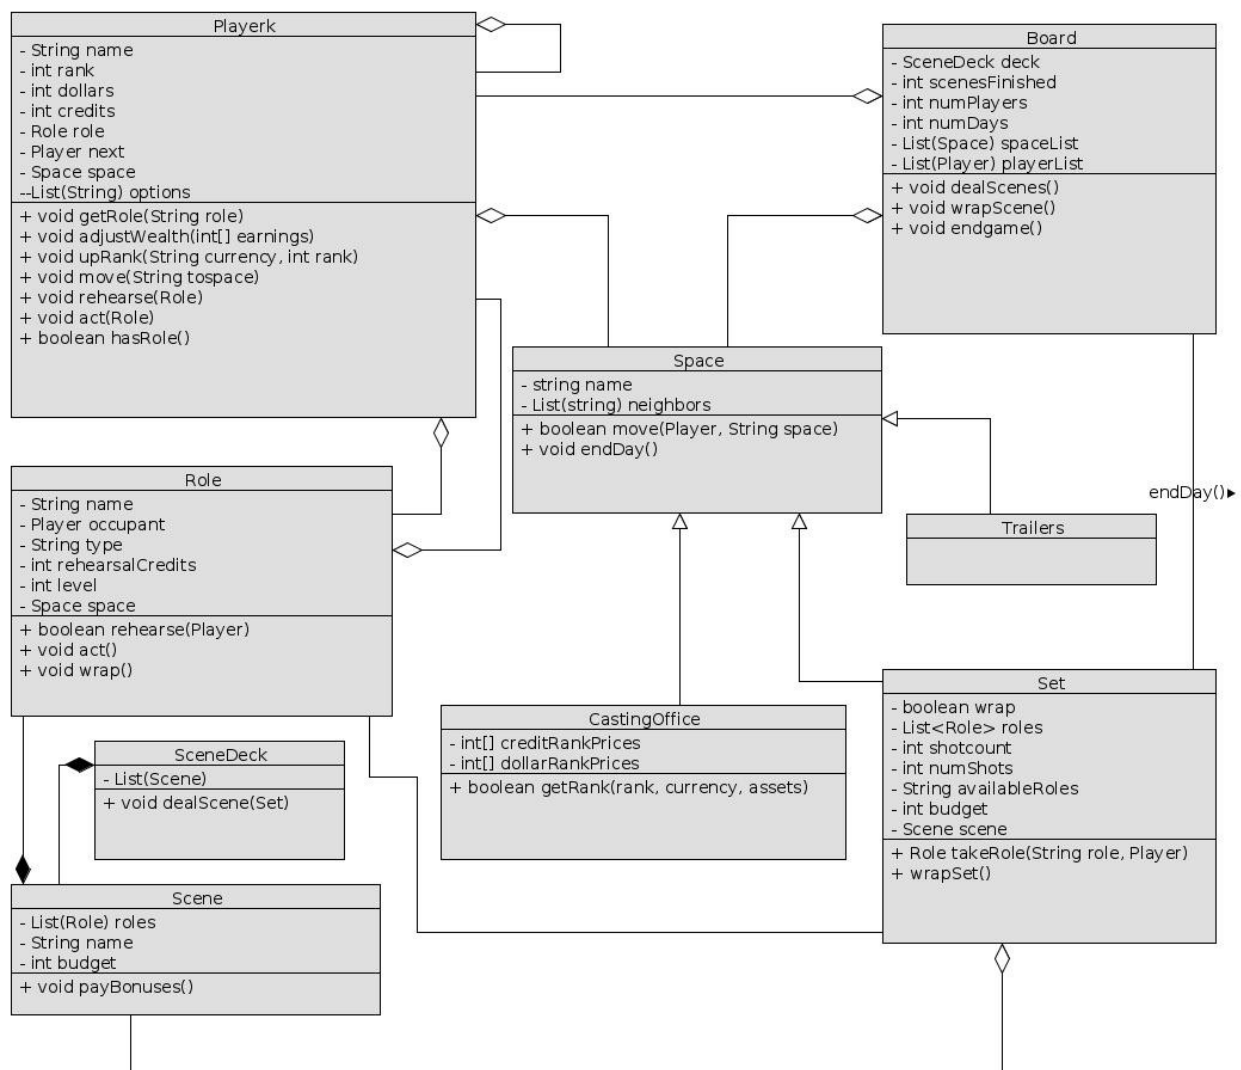 Playerk
- String name
- int rank
- int dollars
- int credits
- Role role
- Player next
- Space space
--List(String) options
+ void getRole(String role)
+ void adjustWealth(int[] earnings)
+ void upRank(String currency, int rank)
+ void move(String tospace)
+ void rehearse(Role)
+ void act(Role)
+ boolean hasRole()
Board
- SceneDeck deck
- int scenesFinished
- int numPlayers
- int numDays
- List(Space) spaceList
- List(Player) playerList
+ void dealScenes()
+ void wrapScene()
+ void endgame()
Space
- string name
- List(string) neighbors
+ boolean move(Player, String space)
+ void endDay()
endDay()
Trailers
Role
- String name
- Player occupant
- String type
- int rehearsalCredits
- int level
- Space space
+ boolean rehearse(Player)
+ void act()
+ void wrap()
SceneDeck
- List(Scene)
+ void dealScene(Set)
CastingOffice
- int[] creditRankPrices
- int[] dollarRankPrices
+ boolean getRank(rank, currency, assets)
Set
- boolean wrap
- List<Role> roles
- int shotcount
- int numShots
- String availableRoles
- int budget
- Scene scene
+ Role takeRole(String role, Player)
+ wrapSet()
Scene
- List(Role) roles
- String name
- int budget
+ void payBonuses()